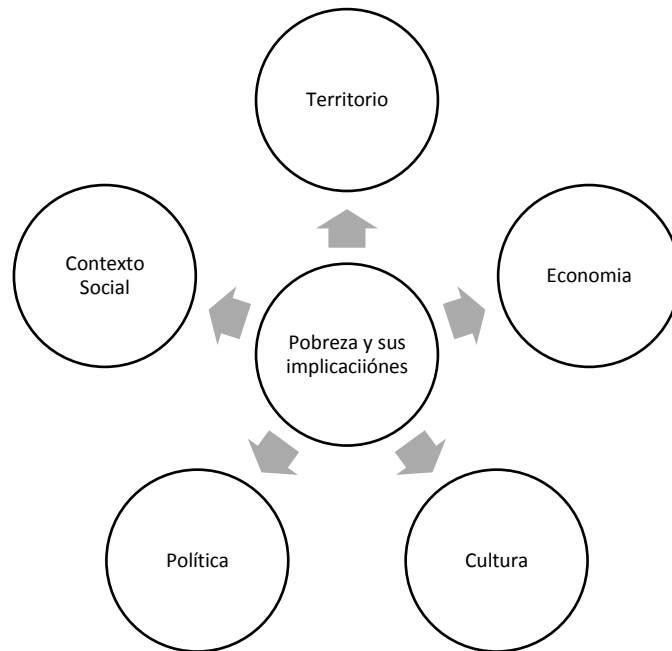 Territorio
Contexto
Social
Economia
Pobreza y sus
implicaciiónes
Política
Cultura